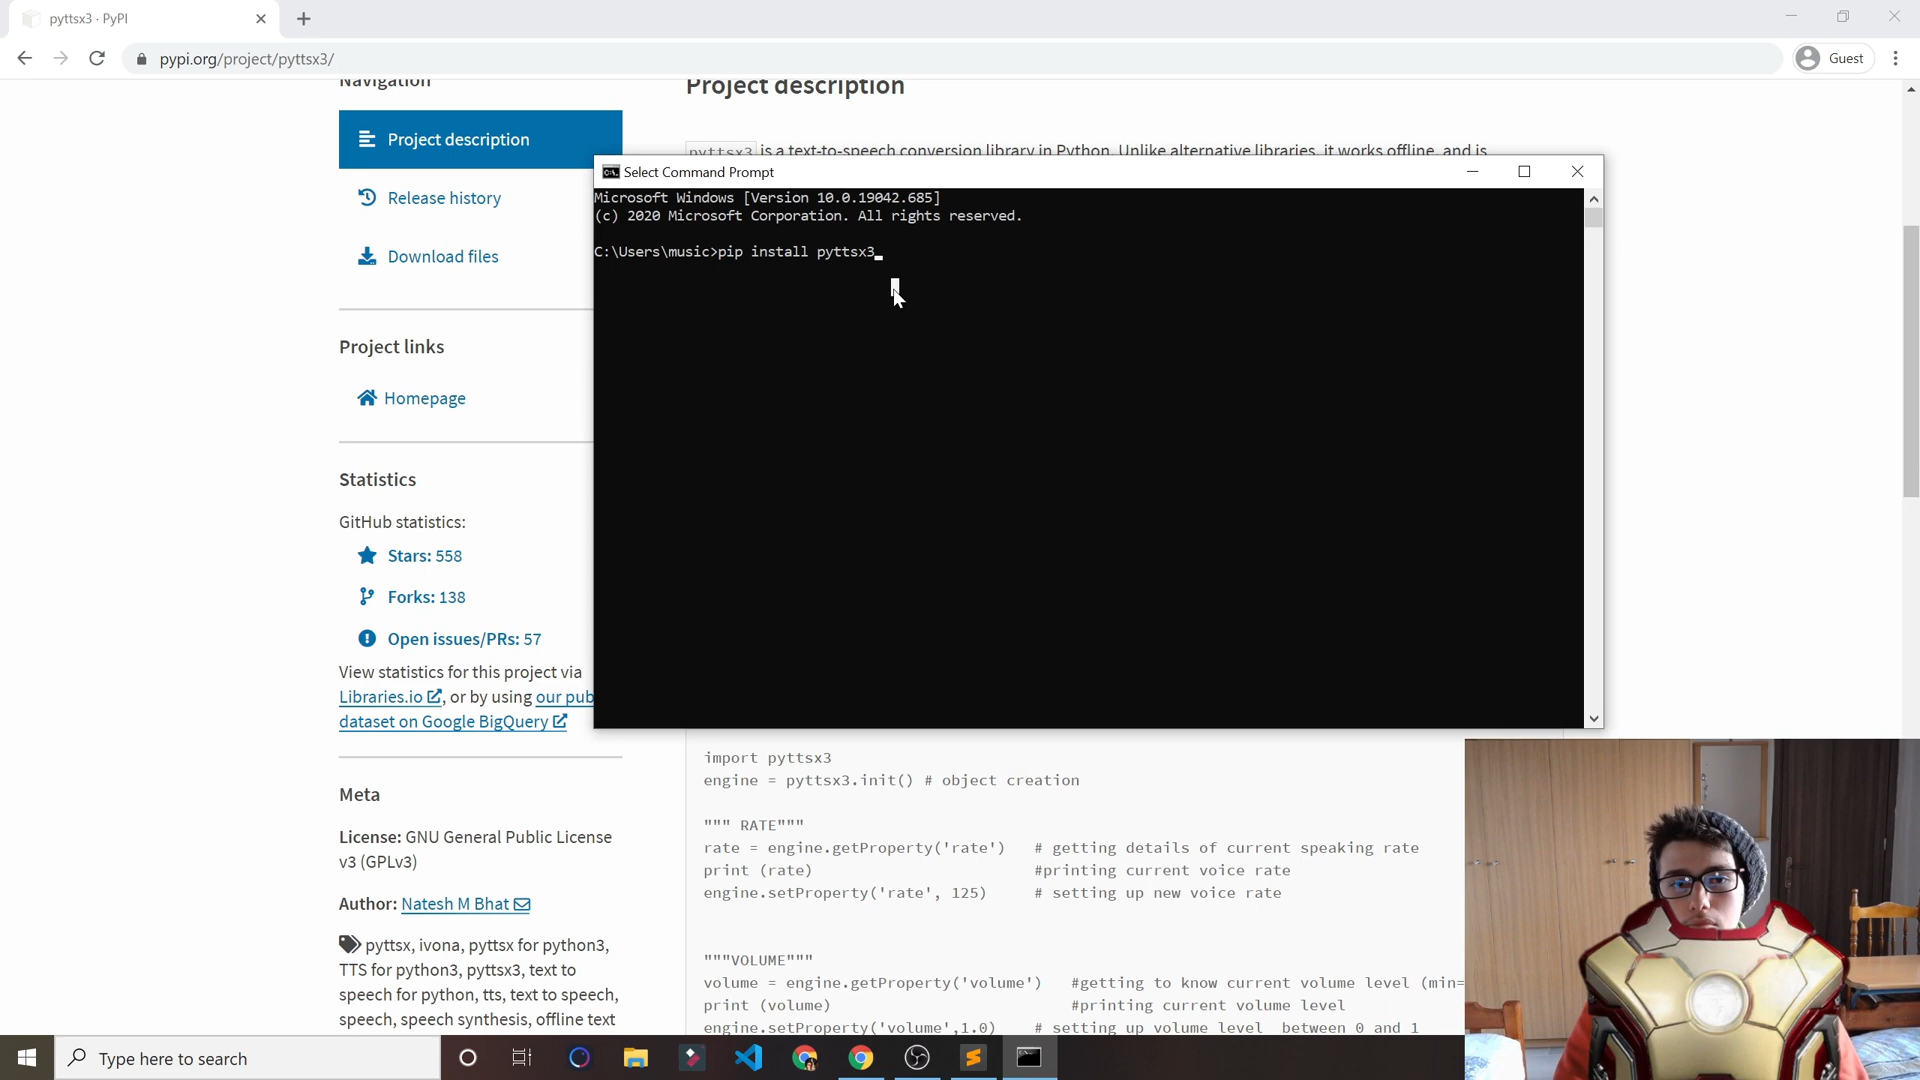 pyttsx3 · PyPI
pypi.org/project/pyttsx3/
Guest
Navigation
Project description
Release history
Download files
Project links
Homepage
Statistics
GitHub statistics:
Stars: 558
Forks: 138
Open issues/PRs: 57
View statistics for this project via
Libraries.io, or by using our pub
dataset on Google BigQuery
Meta
License: GNU General Public License
v3 (GPLv3)
Author: Natesh M Bhat
pyttsx, ivona, pyttsx for python3,
TTS for python3, pyttsx3, text to
speech for python, tts, text to speech,
speech, speech synthesis, offline text
Project description
pyttsx3 is a text-to-speech conversion library in Python. Unlike alternative libraries, it works offline, and is
Select Command Prompt
Microsoft Windows [Version 10.0.19042.685]
(c) 2020 Microsoft Corporation. All rights reserved.
C:\Users\music>pip install pyttsx3
import pyttsx3
engine = pyttsx3.init() # object creation
""" RATE"""
rate = engine.getProperty('rate') # getting details of current speaking rate
print (rate) #printing current voice rate
engine.setProperty('rate', 125) # setting up new voice rate
"""VOLUME"""
volume = engine.getProperty('volume') #getting to know current volume level (min=
print (volume) #printing current volume level
engine.setProperty('volume',1.0) # setting up volume level between 0 and 1
Type here to search